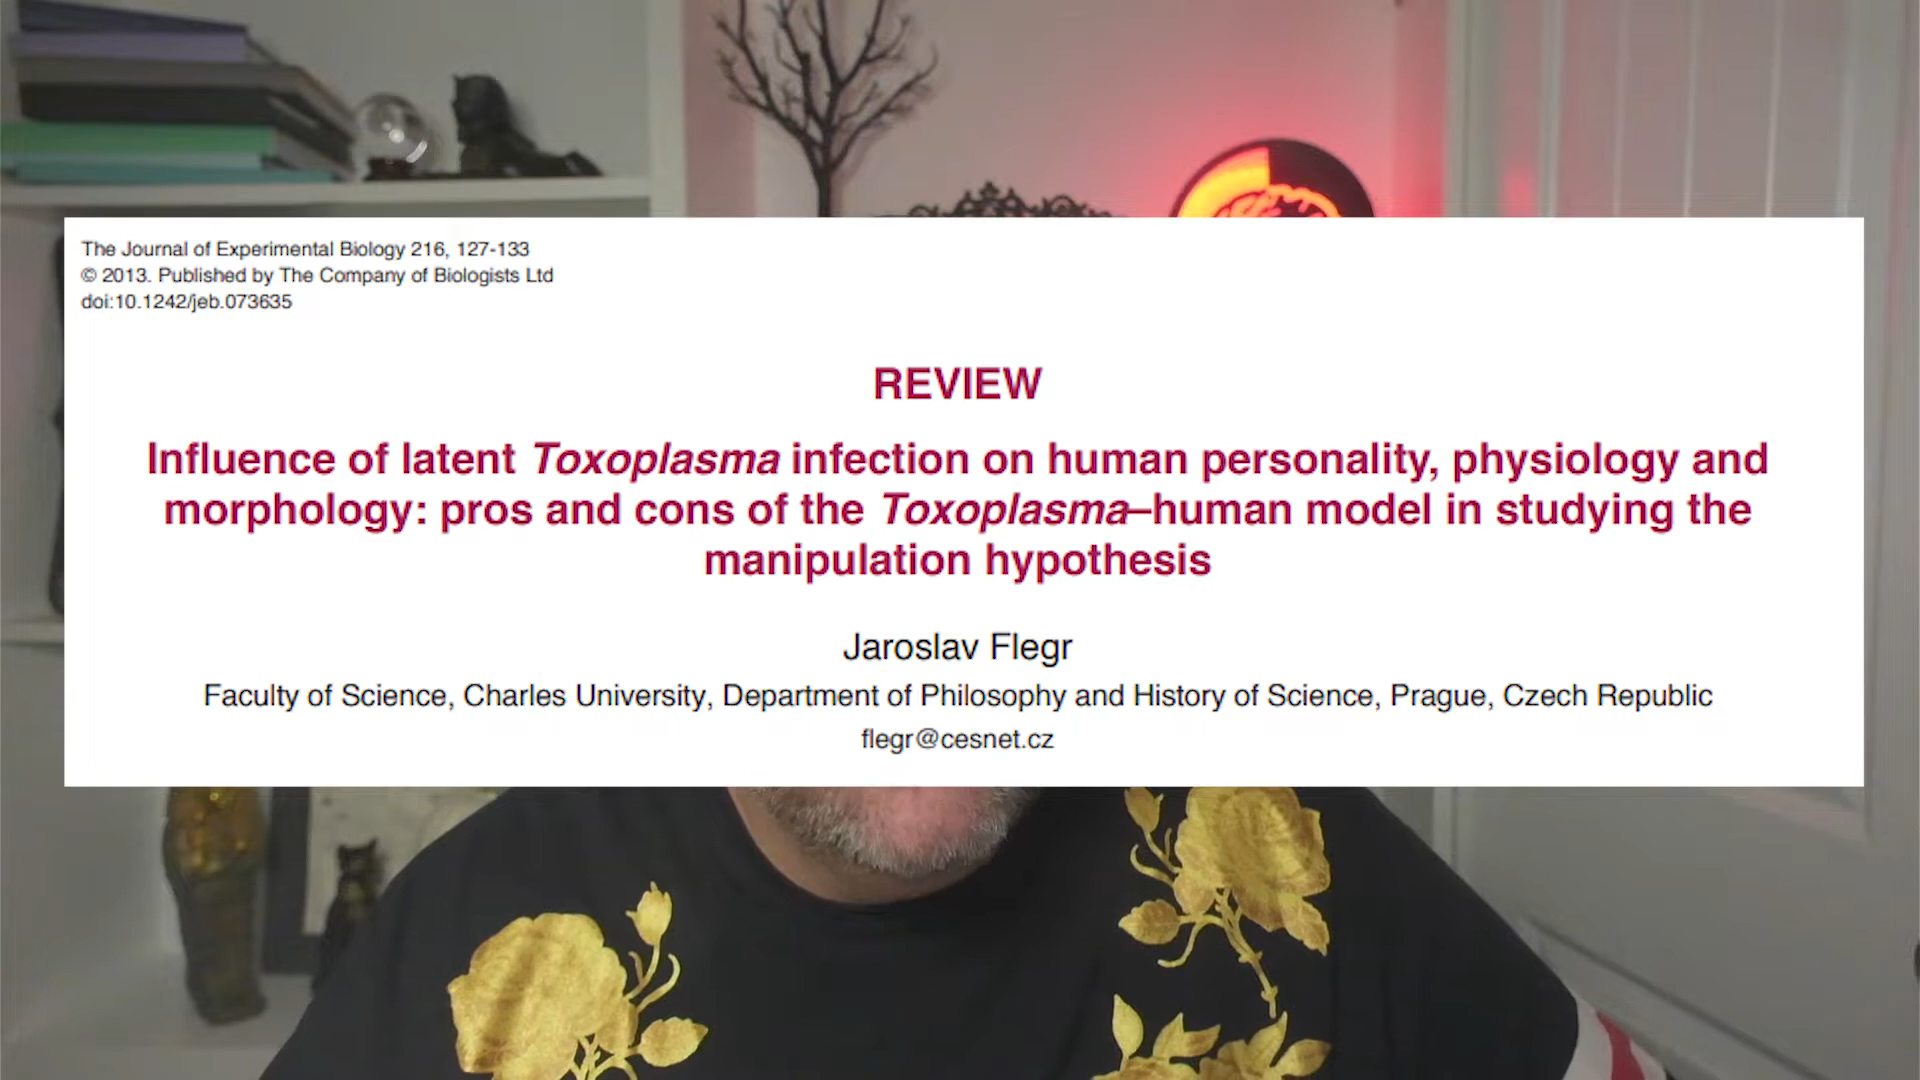 The Journal of Experimental Biology 216, 127-133
© 2013. Published by The Company of Biologists Ltd
doi:10.1242/jeb.073635
REVIEW
Influence of latent Toxoplasma infection on human personality, physiology and
morphology: pros and cons of the Toxoplasma–human model in studying the
manipulation hypothesis
Jaroslav Flegr
Faculty of Science, Charles University, Department of Philosophy and History of Science, Prague, Czech Republic
flegr@cesnet.cz